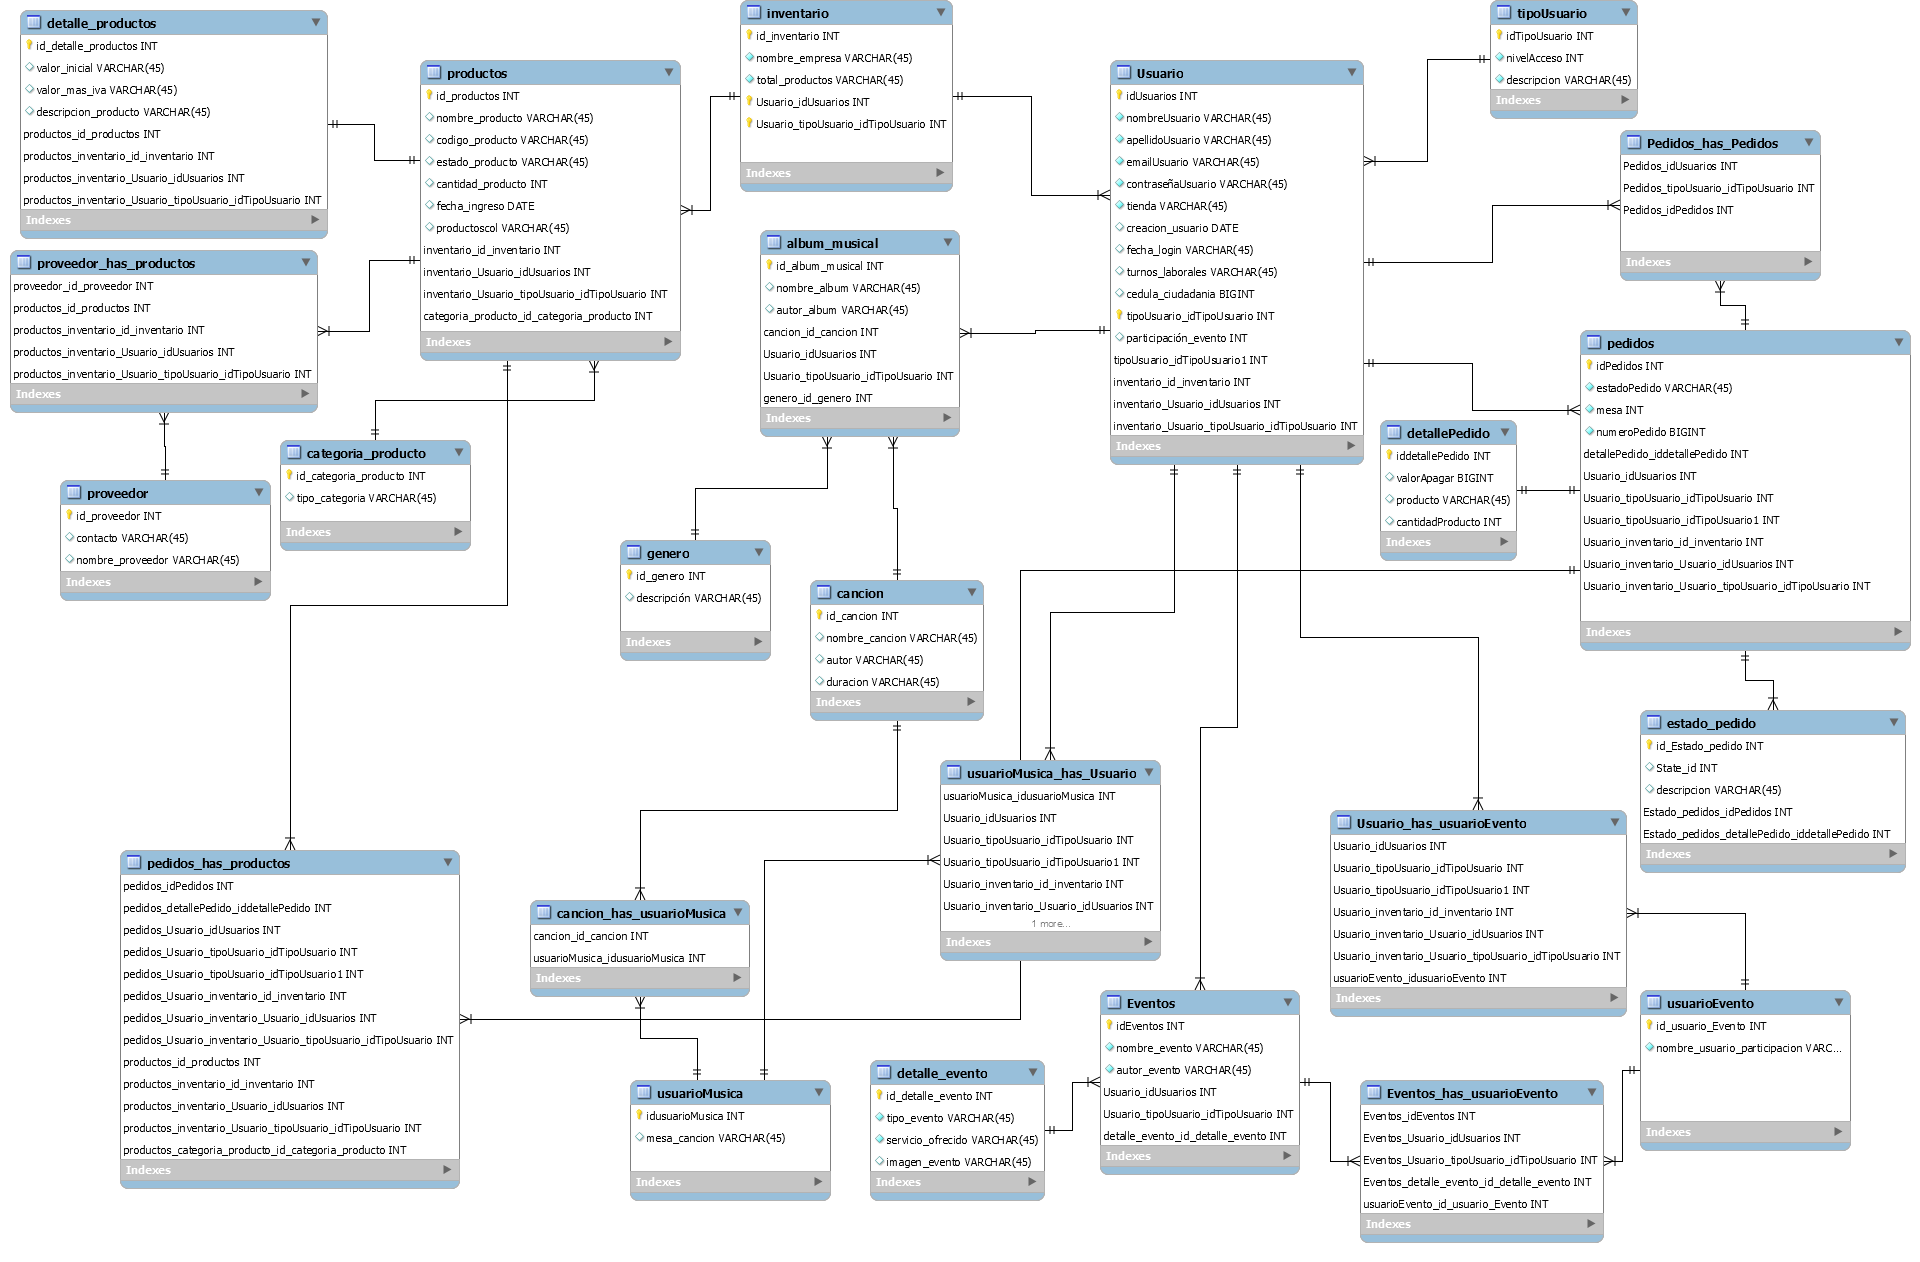 detalle_productos
id_detalle_productos INT
valor_inicial VARCHAR(45)
valor_mas_iva VARCHAR(45)
descripcion_producto VARCHAR(45)
productos_id_productos INT
productos_inventario_id_inventario INT
productos_inventario_Usuario_idUsuarios INT
productos_inventario_Usuario_tipoUsuario_idTipoUsuario INT
Indexes
productos
id_productos INT
nombre_producto VARCHAR(45)
codigo_producto VARCHAR(45)
estado_producto VARCHAR(45)
cantidad_producto INT
fecha_ingreso DATE
productoscol VARCHAR(45)
inventario_id_inventario INT
inventario_Usuario_idUsuarios INT
inventario_Usuario_tipoUsuario_idTipoUsuario INT
categoria_producto_id_categoria_producto INT
Indexes
inventario
id_inventario INT
nombre_empresa VARCHAR(45)
total_productos VARCHAR(45)
Usuario_idUsuarios INT
Usuario_tipoUsuario_idTipoUsuario INT
Indexes
Usuario
idUsuarios INT
nombreUsuario VARCHAR(45)
apellidoUsuario VARCHAR(45)
emailUsuario VARCHAR(45)
contraseñaUsuario VARCHAR(45)
tienda VARCHAR(45)
creacion_usuario DATE
fecha_login VARCHAR(45)
turnos_laborales VARCHAR(45)
cedula_ciudadania BIGINT
tipoUsuario_idTipoUsuario INT
participación_evento INT
tipoUsuario_idTipoUsuario1 INT
inventario_id_inventario INT
inventario_Usuario_idUsuarios INT
inventario_Usuario_tipoUsuario_idTipoUsuario INT
Indexes
tipoUsuario
idTipoUsuario INT
nivelAcceso INT
descripcion VARCHAR(45)
Indexes
Pedidos_has_Pedidos
Pedidos_idUsuarios INT
Pedidos_tipoUsuario_idTipoUsuario INT
Pedidos_idPedidos INT
Indexes
proveedor_has_productos
proveedor_id_proveedor INT
productos_id_productos INT
productos_inventario_id_inventario INT
productos_inventario_Usuario_idUsuarios INT
productos_inventario_Usuario_tipoUsuario_idTipoUsuario INT
Indexes
album_musical
id_album_musical INT
nombre_album VARCHAR(45)
autor_album VARCHAR(45)
cancion_id_cancion INT
Usuario_idUsuarios INT
Usuario_tipoUsuario_idTipoUsuario INT
genero_id_genero INT
Indexes
pedidos
idPedidos INT
estadoPedido VARCHAR(45)
mesa INT
numeroPedido BIGINT
detallePedido_iddetallePedido INT
Usuario_idUsuarios INT
Usuario_tipoUsuario_idTipoUsuario INT
Usuario_tipoUsuario_idTipoUsuario1 INT
Usuario_inventario_id_inventario INT
Usuario_inventario_Usuario_idUsuarios INT
Usuario_inventario_Usuario_tipoUsuario_idTipoUsuario INT
Indexes
detallePedido
iddetallePedido INT
valorApagar BIGINT
producto VARCHAR(45)
cantidadProducto INT
Indexes
categoria_producto
id_categoria_producto INT
tipo_categoria VARCHAR(45)
Indexes
proveedor
id_proveedor INT
contacto VARCHAR(45)
nombre_proveedor VARCHAR(45)
Indexes
genero
id_genero INT
descripción VARCHAR(45)
Indexes
cancion
id_cancion INT
nombre_cancion VARCHAR(45)
autor VARCHAR(45)
duracion VARCHAR(45)
Indexes
estado_pedido
id_Estado_pedido INT
State_id INT
descripcion VARCHAR(45)
Estado_pedidos_idPedidos INT
Estado_pedidos_detallePedido_iddetallePedido INT
Indexes
usuarioMusica_has_Usuario
usuarioMusica_idusuarioMusica INT
Usuario_idUsuarios INT
Usuario_tipoUsuario_idTipoUsuario INT
Usuario_tipoUsuario_idTipoUsuario1 INT
Usuario_inventario_id_inventario INT
Usuario_inventario_Usuario_idUsuarios INT
1 more...
Indexes
Usuario_has_usuarioEvento
Usuario_idUsuarios INT
Usuario_tipoUsuario_idTipoUsuario INT
Usuario_tipoUsuario_idTipoUsuario1 INT
Usuario_inventario_id_inventario INT
Usuario_inventario_Usuario_idUsuarios INT
Usuario_inventario_Usuario_tipoUsuario_idTipoUsuario INT
usuarioEvento_idusuarioEvento INT
Indexes
pedidos_has_productos
pedidos_idPedidos INT
pedidos_detallePedido_iddetallePedido INT
pedidos_Usuario_idUsuarios INT
pedidos_Usuario_tipoUsuario_idTipoUsuario INT
pedidos_Usuario_tipoUsuario_idTipoUsuario1 INT
pedidos_Usuario_inventario_id_inventario INT
pedidos_Usuario_inventario_Usuario_idUsuarios INT
pedidos_Usuario_inventario_Usuario_tipoUsuario_idTipoUsuario INT
productos_id_productos INT
productos_inventario_id_inventario INT
productos_inventario_Usuario_idUsuarios INT
productos_inventario_Usuario_tipoUsuario_idTipoUsuario INT
productos_categoria_producto_id_categoria_producto INT
Indexes
cancion_has_usuarioMusica
cancion_id_cancion INT
usuarioMusica_idusuarioMusica INT
Indexes
usuarioMusica
idusuarioMusica INT
mesa_cancion VARCHAR(45)
Indexes
detalle_evento
id_detalle_evento INT
tipo_evento VARCHAR(45)
servicio_ofrecido VARCHAR(45)
imagen_evento VARCHAR(45)
Indexes
Eventos
idEventos INT
nombre_evento VARCHAR(45)
autor_evento VARCHAR(45)
Usuario_idUsuarios INT
Usuario_tipoUsuario_idTipoUsuario INT
detalle_evento_id_detalle_evento INT
Indexes
usuarioEvento
id_usuario_Evento INT
nombre_usuario_participacion VARC...
Indexes
Eventos_has_usuarioEvento
Eventos_idEventos INT
Eventos_Usuario_idUsuarios INT
Eventos_Usuario_tipoUsuario_idTipoUsuario INT
Eventos_detalle_evento_id_detalle_evento INT
usuarioEvento_id_usuario_Evento INT
Indexes